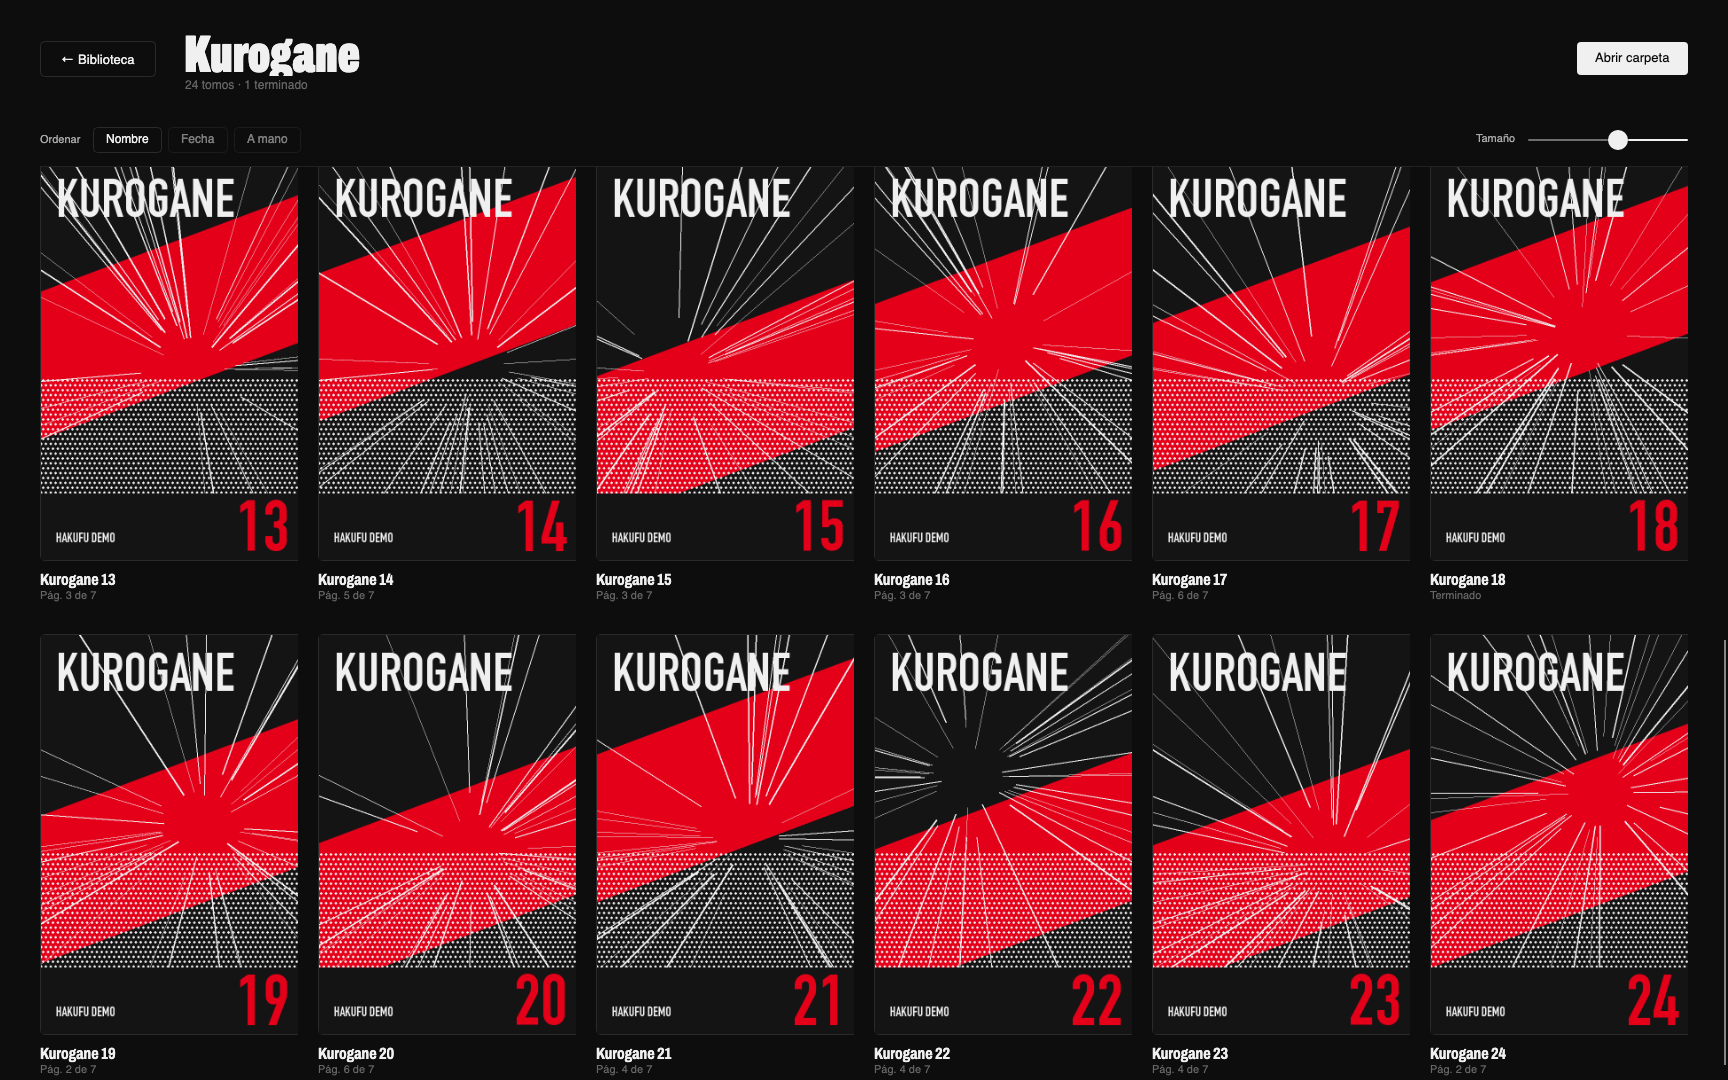 ← Biblioteca
Kurogane
24 tomos · 1 terminado
Abrir carpeta
Ordenar Nombre Fecha A mano
Tamaño
KUROGANE KUROGANE KUROGANE KUROGANE KUROGANE KUROGANE
HAKUFU DEMO 13 HAKUFU DEMO 14 HAKUFU DEMO 15 HAKUFU DEMO 16 HAKUFU DEMO 17 HAKUFU DEMO 18
Kurogane 13 Kurogane 14 Kurogane 15 Kurogane 16 Kurogane 17 Kurogane 18
Pág. 3 de 7 Pág. 5 de 7 Pág. 3 de 7 Pág. 3 de 7 Pág. 6 de 7 Terminado
KUROGANE KUROGANE KUROGANE KUROGANE KUROGANE KUROGANE
HAKUFU DEMO 19 HAKUFU DEMO 20 HAKUFU DEMO 21 HAKUFU DEMO 22 HAKUFU DEMO 23 HAKUFU DEMO 24
Kurogane 19 Kurogane 20 Kurogane 21 Kurogane 22 Kurogane 23 Kurogane 24
Pág. 2 de 7 Pág. 6 de 7 Pág. 4 de 7 Pág. 4 de 7 Pág. 4 de 7 Pág. 2 de 7